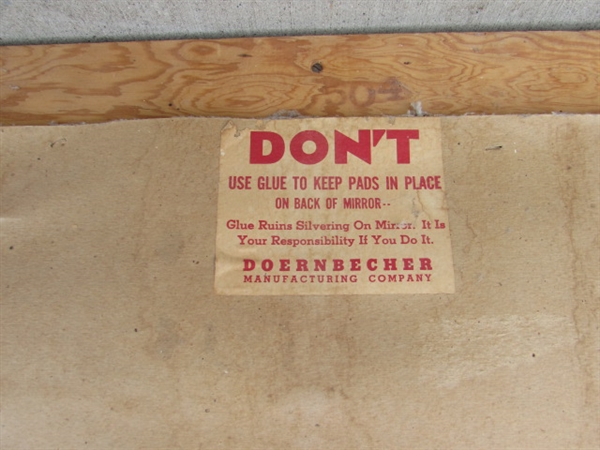 DON'T
USE GLUE TO KEEP PADS IN PLACE
ON BACK OF MIRROR--
Glue Ruins Silvering On Mirror. It Is
Your Responsibility If You Do It.
DOERNBECHER
MANUFACTURING COMPANY